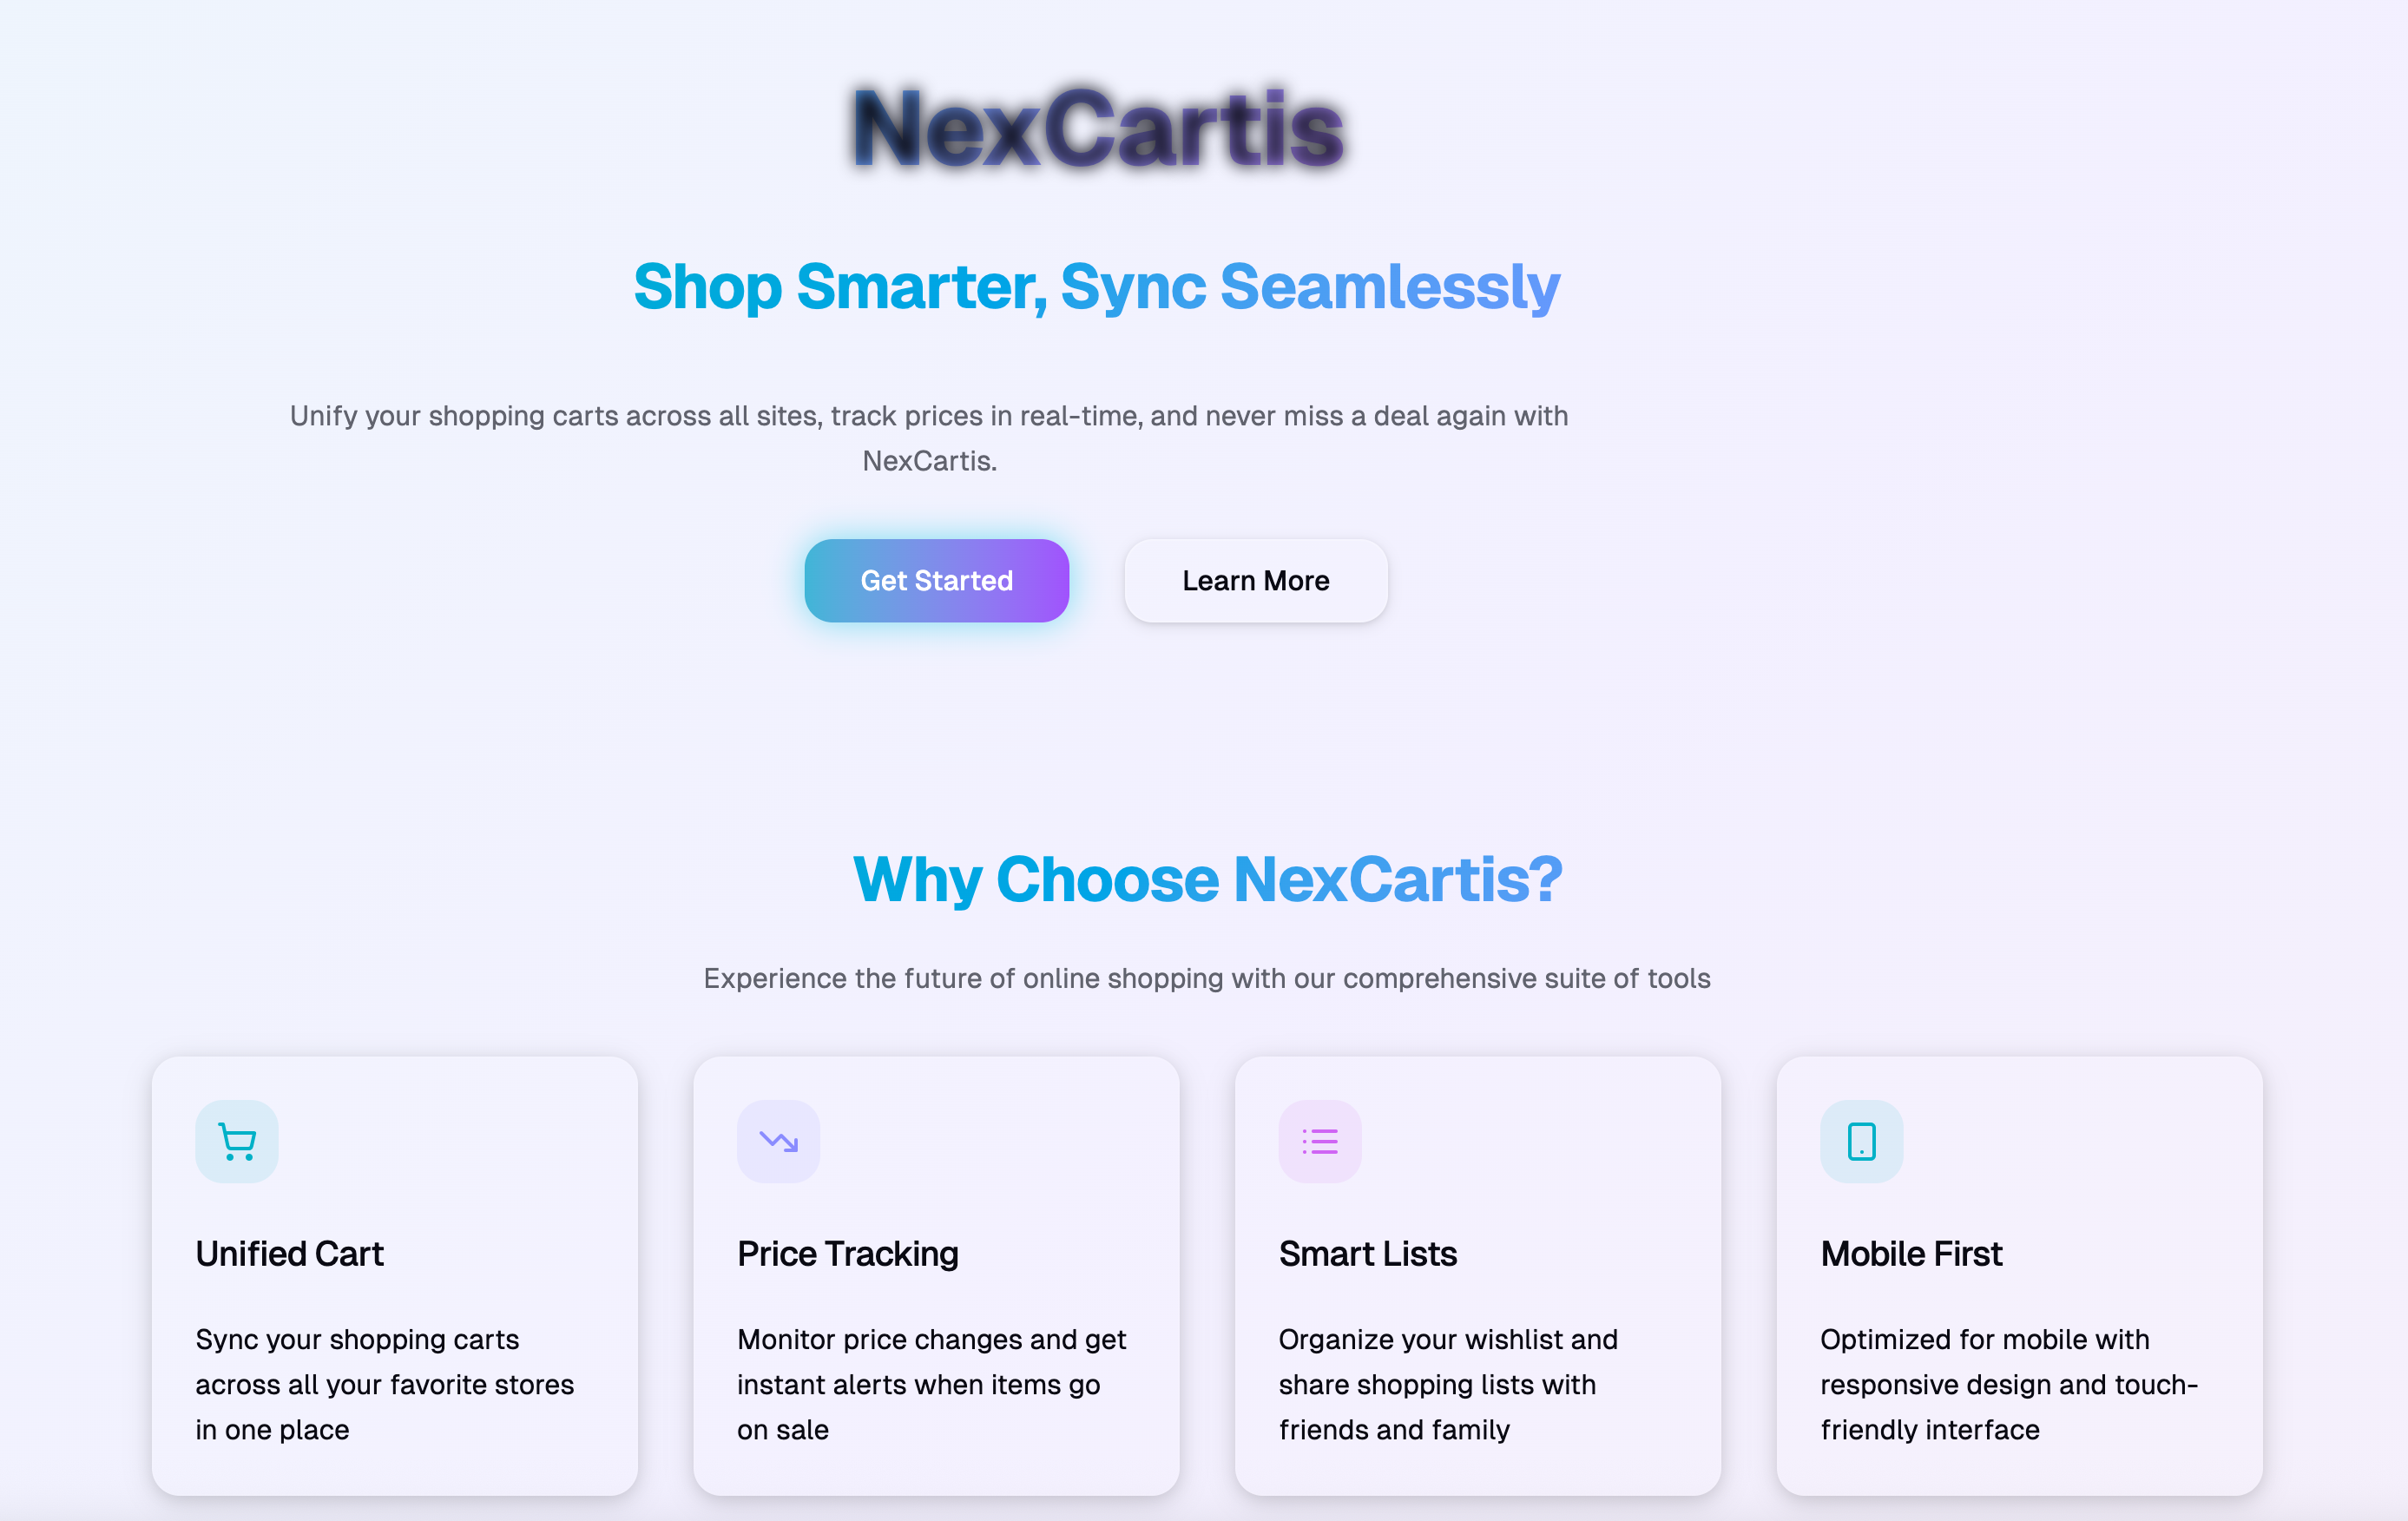 NexCartis
Shop Smarter, Sync Seamlessly
Unify your shopping carts across all sites, track prices in real-time, and never miss a deal again with
NexCartis.
Get Started
Learn More
Why Choose NexCartis?
Experience the future of online shopping with our comprehensive suite of tools
Unified Cart
Sync your shopping carts
across all your favorite stores
in one place
Price Tracking
Monitor price changes and get
instant alerts when items go
on sale
Smart Lists
Organize your wishlist and
share shopping lists with
friends and family
Mobile First
Optimized for mobile with
responsive design and touch-
friendly interface